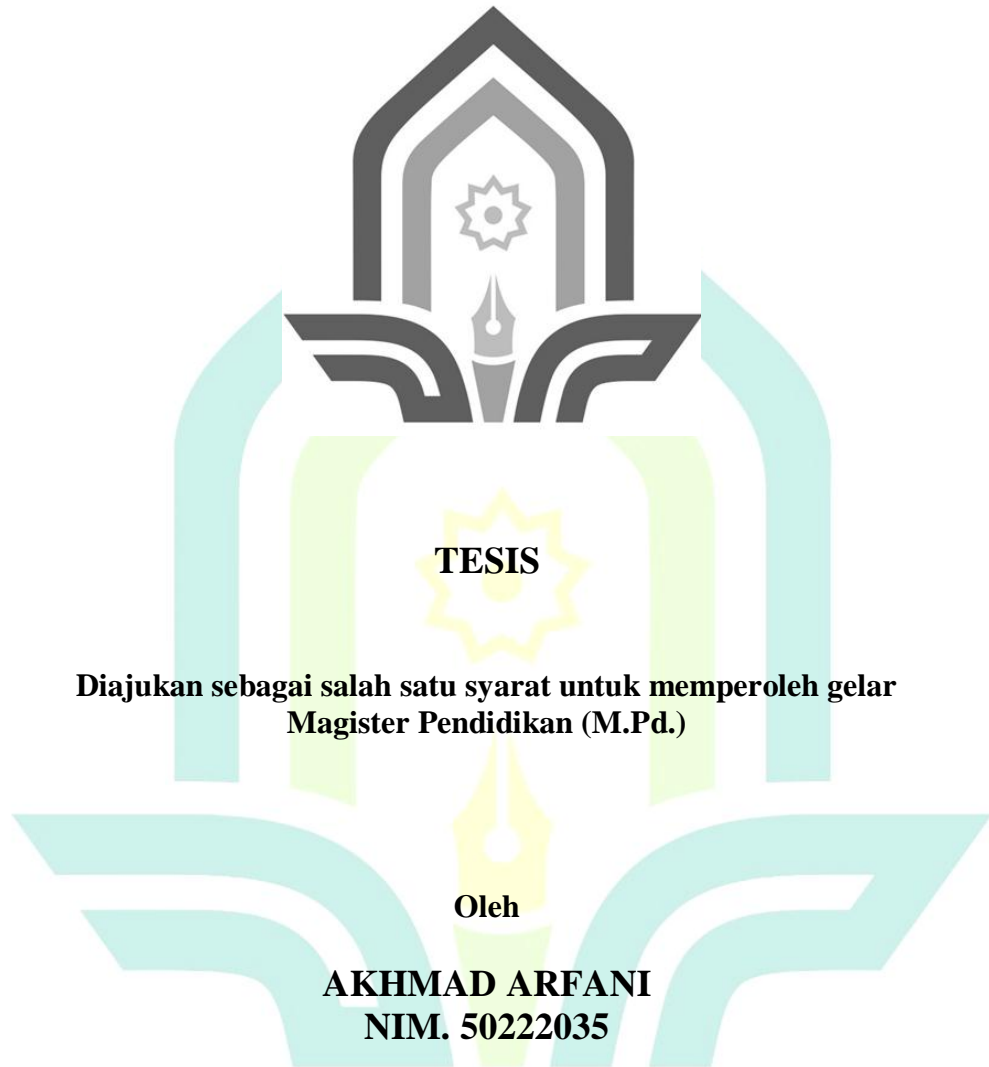 TESIS
Diajukan sebagai salah satu syarat untuk memperoleh gelar
Magister Pendidikan (M.Pd.)
Oleh
AKHMAD ARFANI
NIM. 50222035